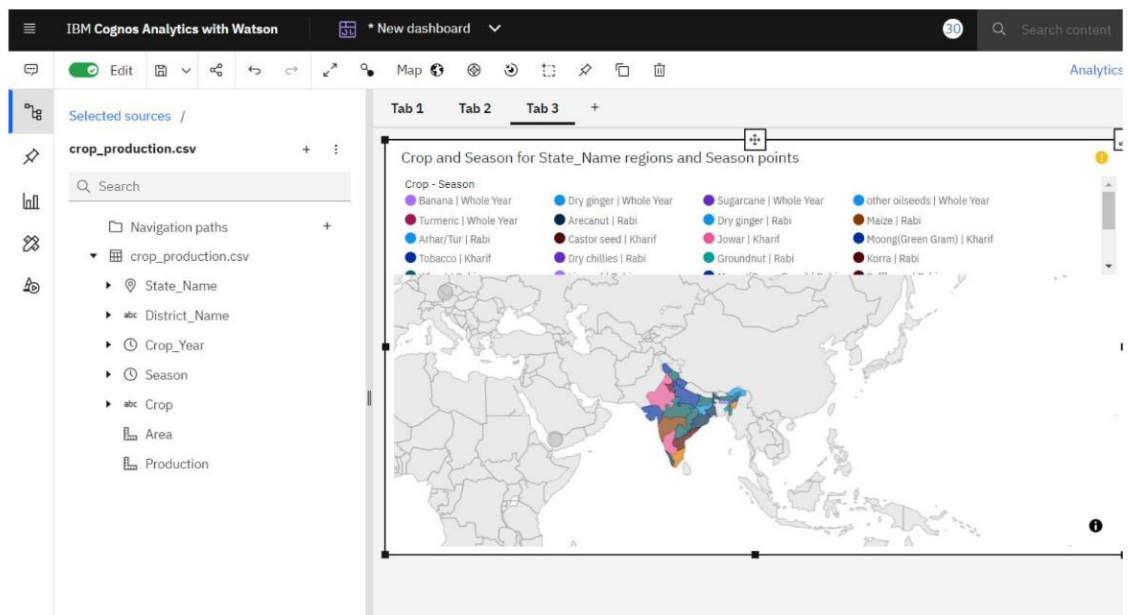 IBM Cognos Analytics with Watson
* New dashboard
30
Search content
Edit
Map
Analytics
Selected sources /
crop_production.csv
Search
Navigation paths
crop_production.csv
State_Name
abc District_Name
Crop_Year
Season
abc Crop
Area
Production
Tab 1 Tab 2 Tab 3 +
Crop and Season for State_Name regions and Season points
Crop - Season
Banana | Whole Year Dry ginger | Whole Year Sugarcane | Whole Year other oilseeds | Whole Year
Turmeric | Whole Year Arecanut | Rabi Dry ginger | Rabi Maize | Rabi
Arhar/Tur | Rabi Castor seed | Kharif Jowar | Kharif Moong(Green Gram) | Kharif
Tobacco | Kharif Dry chillies | Rabi Groundnut | Rabi Korra | Rabi